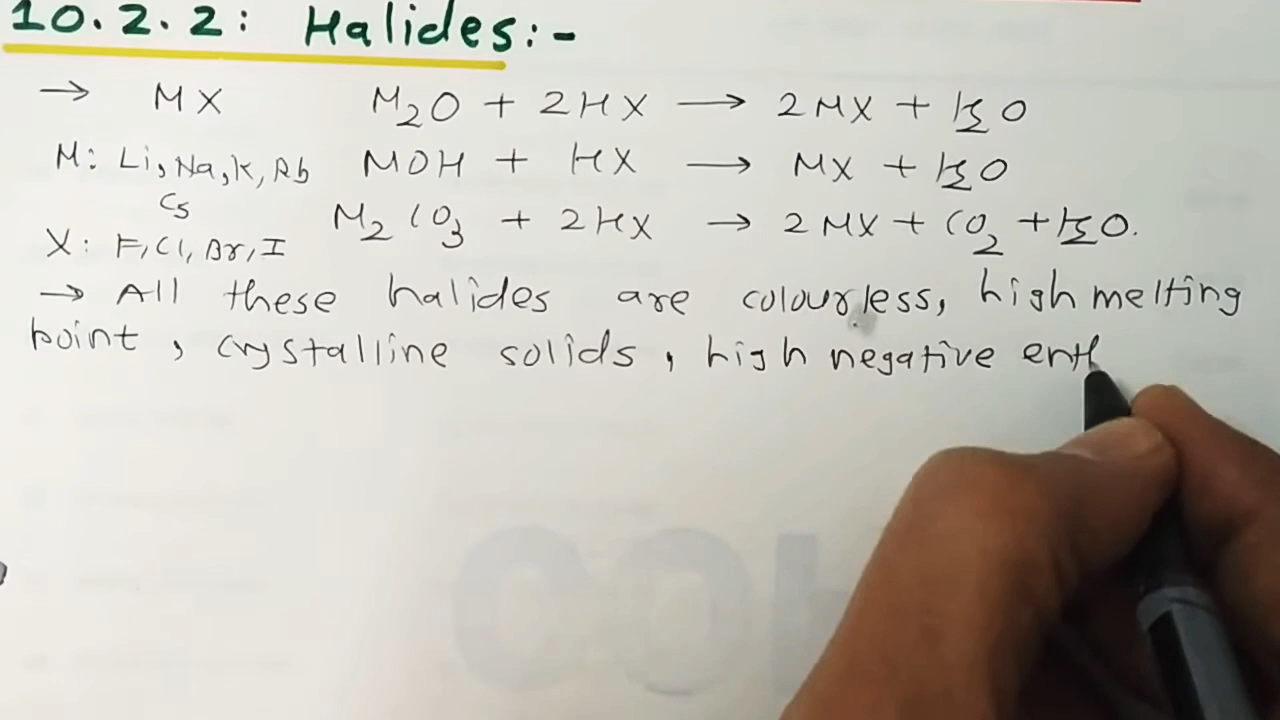 10.2.2: Halides:-
→ MX M₂O + 2HX → 2MX + H₂O
M: Li, Na, K, Rb MOH + HX → MX + H₂O
Cs
M₂CO₃ + 2HX → 2MX + CO₂ + H₂O.
X: F, Cl, Br, I
→ All these halides are colourless, high melting
point, crystalline solids, high negative enth